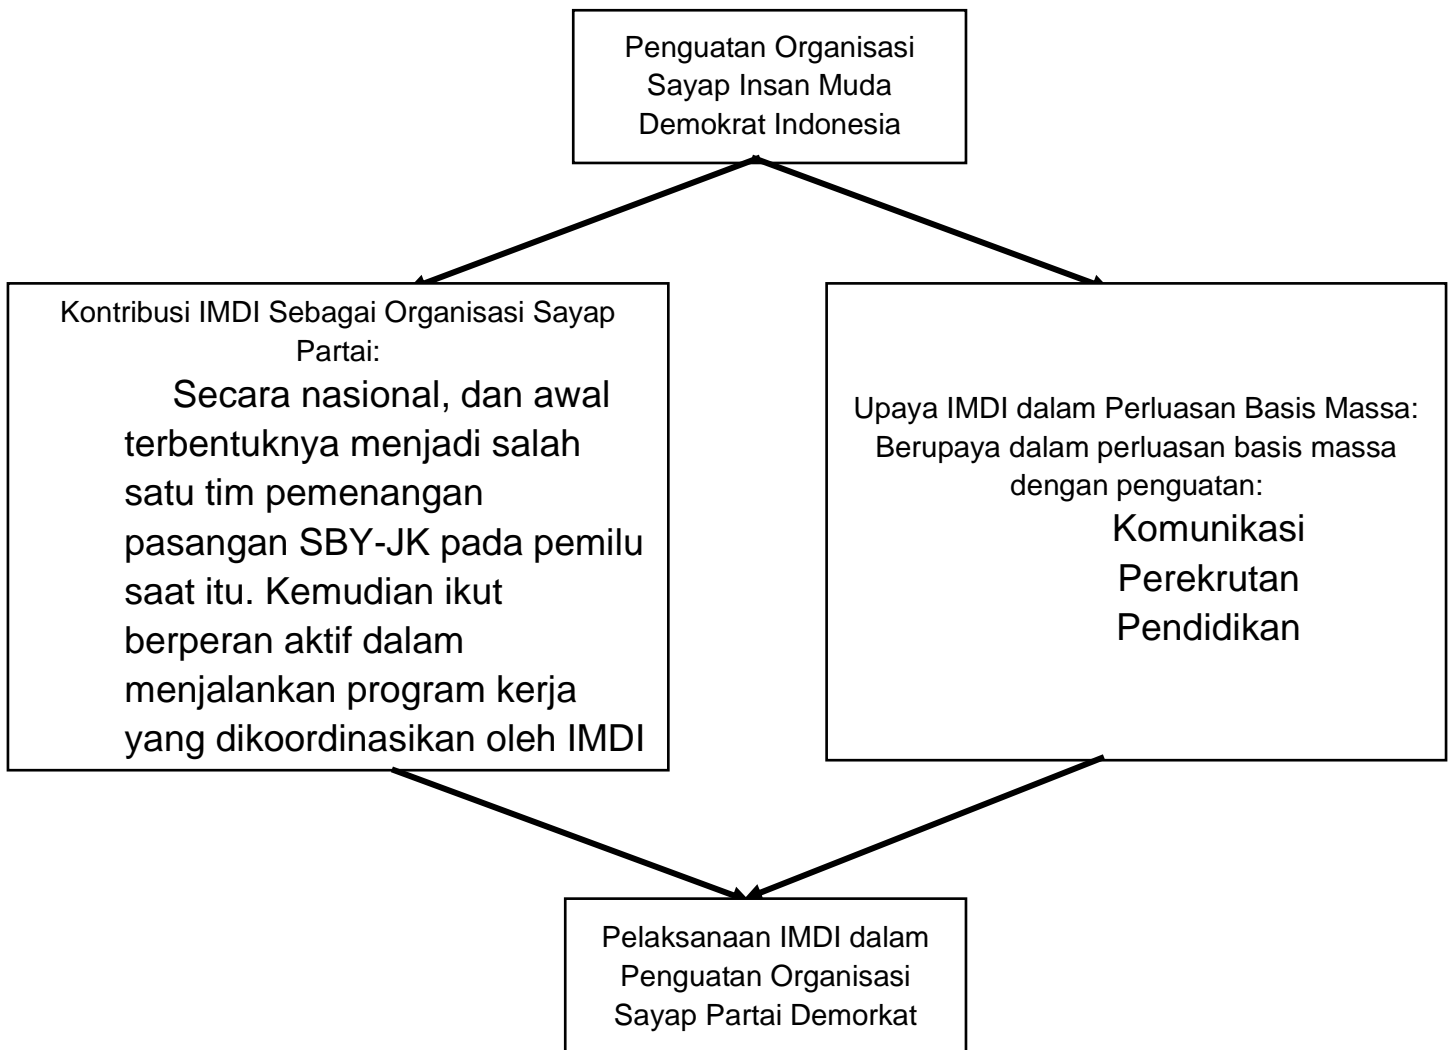 Penguatan Organisasi
Sayap Insan Muda
Demokrat Indonesia
Kontribusi IMDI Sebagai Organisasi Sayap
Partai:
Secara nasional, dan awal
terbentuknya menjadi salah
satu tim pemenangan
pasangan SBY-JK pada pemilu
saat itu. Kemudian ikut
berperan aktif dalam
menjalankan program kerja
yang dikoordinasikan oleh IMDI
Upaya IMDI dalam Perluasan Basis Massa:
Berupaya dalam perluasan basis massa
dengan penguatan:
Komunikasi
Perekrutan
Pendidikan
Pelaksanaan IMDI dalam
Penguatan Organisasi
Sayap Partai Demorkat